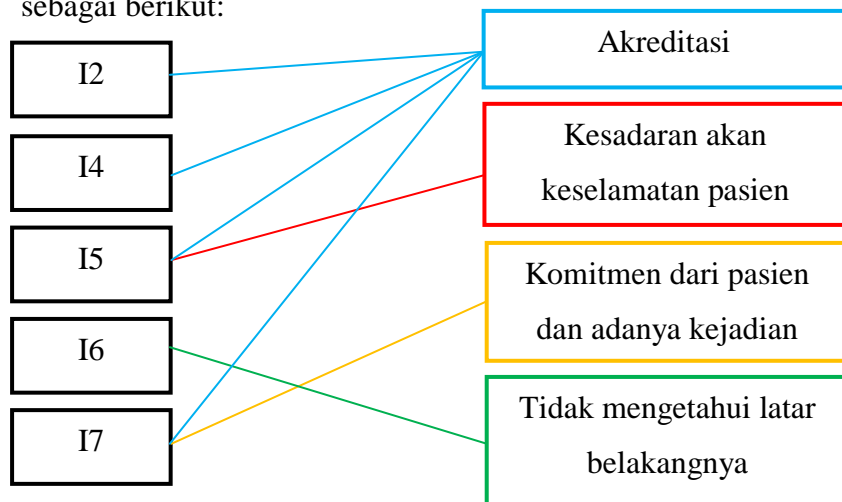 sebagai berikut:
I2
I4
I5
I6
I7
Akreditasi
Kesadaran akan
keselamatan pasien
Komitmen dari pasien
dan adanya kejadian
Tidak mengetahui latar
belakangnya